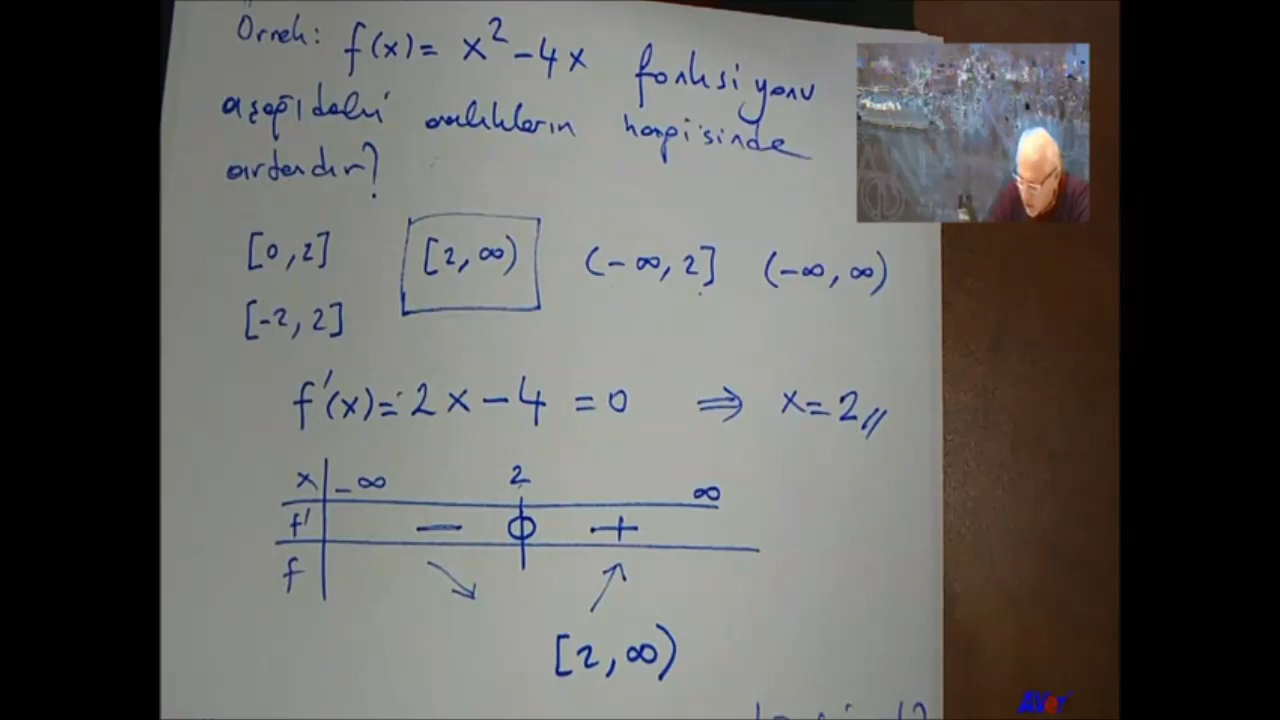 Örnek: f(x)= x² – 4x fonksiyonu
aşağıdaki aralıkların hangisinde
artandır?
[0, 2] [2, ∞) (-∞, 2] (-∞, ∞)
[-2, 2]
f'(x)= 2x – 4 = 0 ⇒ x = 2 //
x -∞ 2 ∞
f' – 0 +
f ↘ ↗
[2, ∞)
AVer